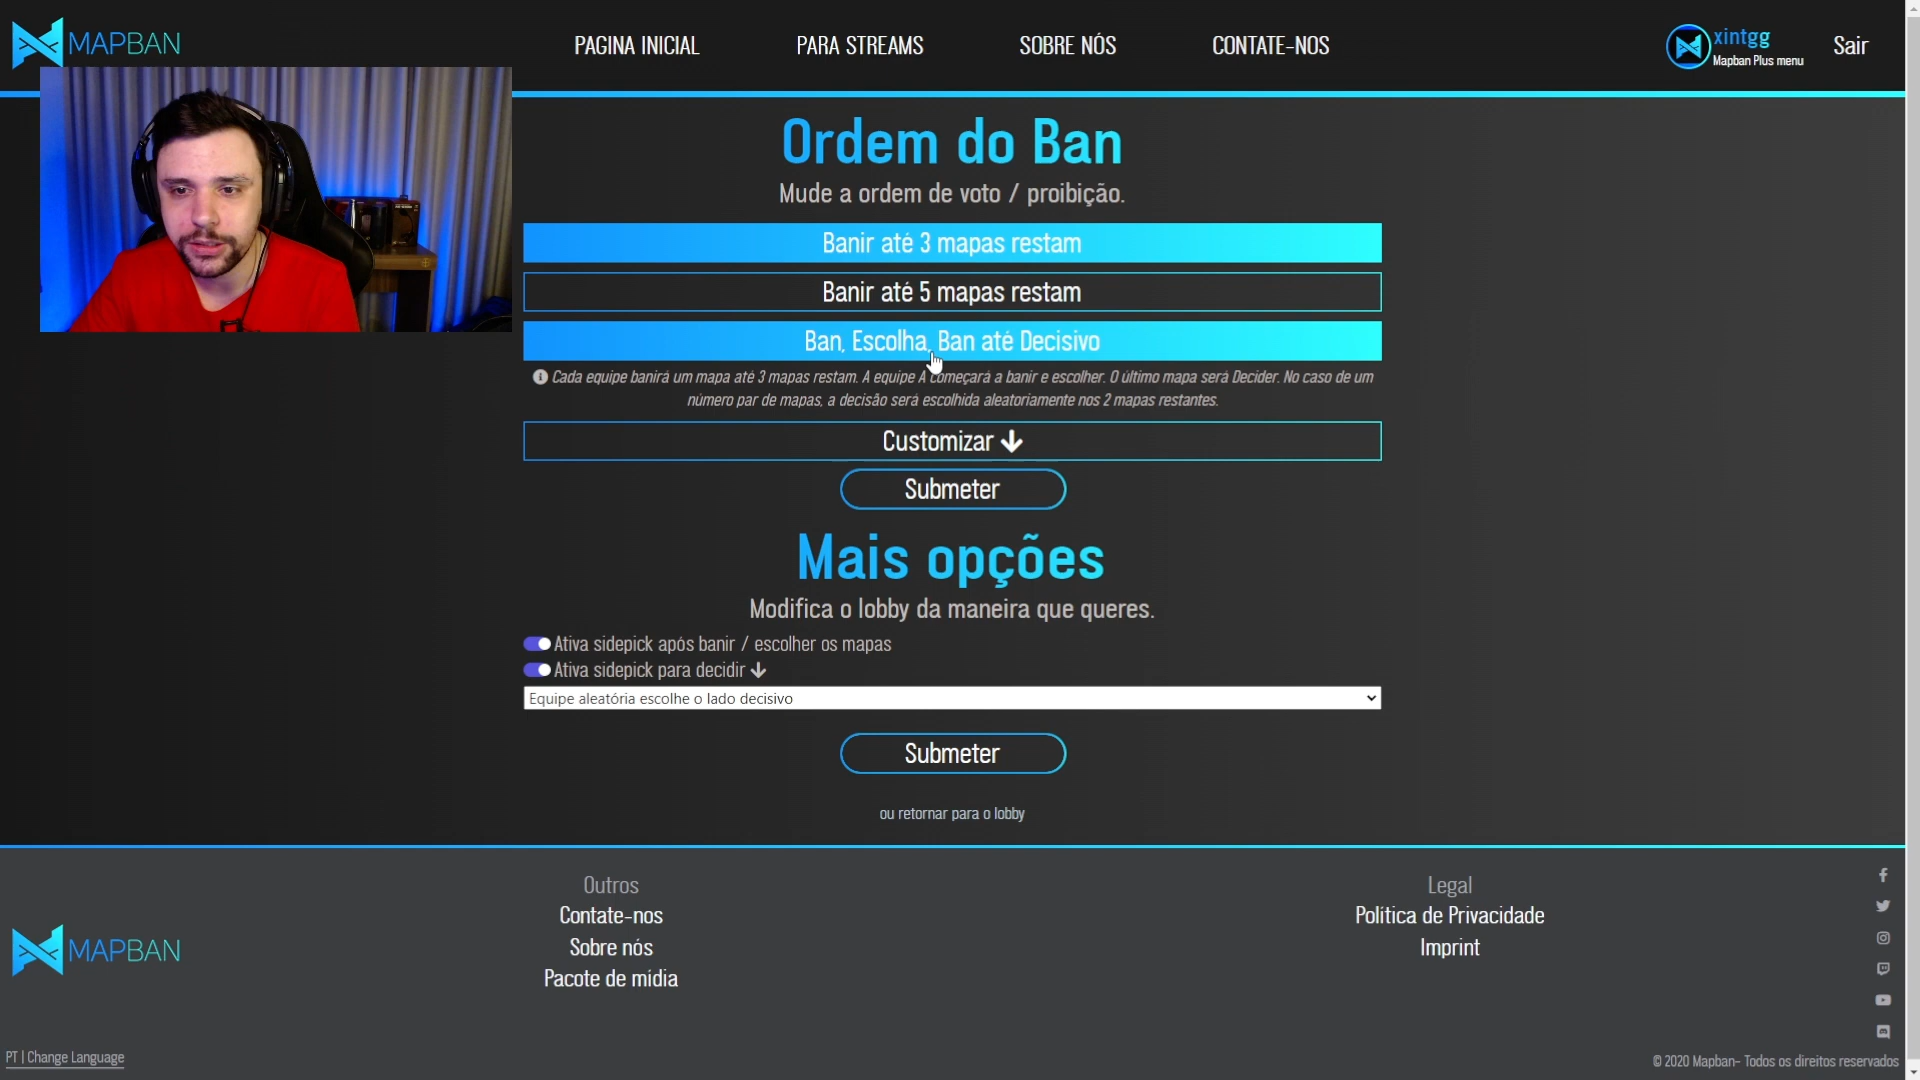 MAPBAN
PAGINA INICIAL
PARA STREAMS
SOBRE NÓS
CONTATE-NOS
xintgg
Mapban Plus menu
Sair
Ordem do Ban
Mude a ordem de voto / proibição.
Banir até 3 mapas restam
Banir até 5 mapas restam
Ban, Escolha, Ban até Decisivo
Cada equipe banirá um mapa até 3 mapas restam. A equipe A começará a banir e escolher. O último mapa será Decider. No caso de um
número par de mapas, a decisão será escolhida aleatoriamente nos 2 mapas restantes.
Customizar
Submeter
Mais opções
Modifica o lobby da maneira que queres.
Ativa sidepick após banir / escolher os mapas
Ativa sidepick para decidir
Equipe aleatória escolhe o lado decisivo
Submeter
ou retornar para o lobby
MAPBAN
Outros
Contate-nos
Sobre nós
Pacote de mídia
Legal
Política de Privacidade
Imprint
PT | Change Language
© 2020 Mapban- Todos os direitos reservados